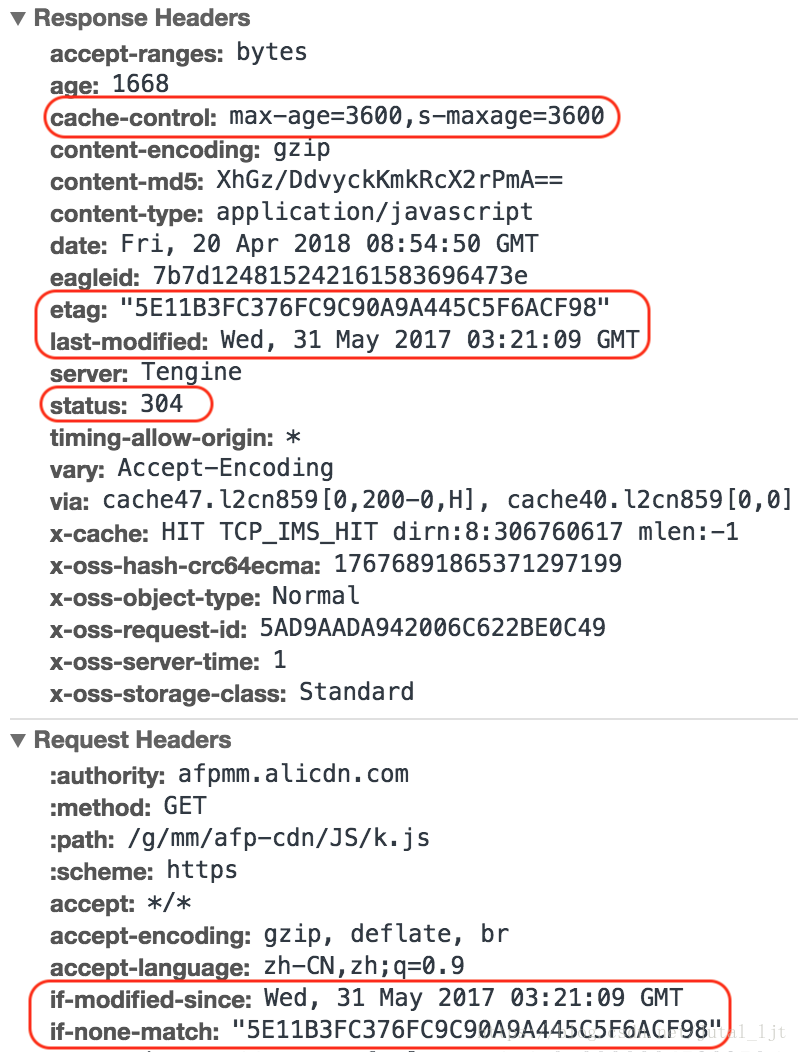 ▼ Response Headers
accept-ranges: bytes
age: 1668
cache-control: max-age=3600,s-maxage=3600
content-encoding: gzip
content-md5: XhGz/DdvyckKmkRcX2rPmA==
content-type: application/javascript
date: Fri, 20 Apr 2018 08:54:50 GMT
eagleid: 7b7d124815242161583696473e
etag: "5E11B3FC376FC9C90A9A445C5F6ACF98"
last-modified: Wed, 31 May 2017 03:21:09 GMT
server: Tengine
status: 304
timing-allow-origin: *
vary: Accept-Encoding
via: cache47.l2cn859[0,200-0,H], cache40.l2cn859[0,0]
x-cache: HIT TCP_IMS_HIT dirn:8:306760617 mlen:-1
x-oss-hash-crc64ecma: 17676891865371297199
x-oss-object-type: Normal
x-oss-request-id: 5AD9AADA942006C622BE0C49
x-oss-server-time: 1
x-oss-storage-class: Standard
▼ Request Headers
:authority: afpmm.alicdn.com
:method: GET
:path: /g/mm/afp-cdn/JS/k.js
:scheme: https
accept: */*
accept-encoding: gzip, deflate, br
accept-language: zh-CN,zh;q=0.9
if-modified-since: Wed, 31 May 2017 03:21:09 GMT
if-none-match: "5E11B3FC376FC9C90A9A445C5F6ACF98"